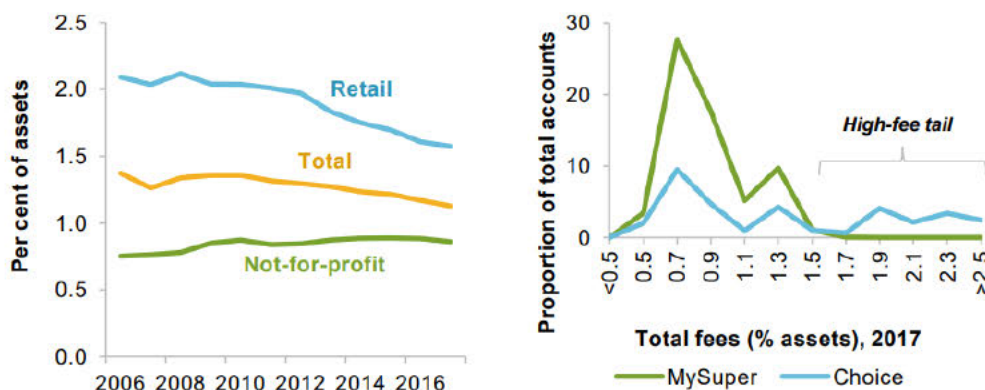 Per cent of assets
2.5
2.0
1.5
1.0
0.5
0.0
Retail
Total
Not-for-profit
2006 2008 2010 2012 2014 2016
Proportion of total accounts
30
20
10
0
High-fee tail
<0.5
0.5
0.7
0.9
1.1
1.3
1.5
1.7
1.9
2.1
2.3
>2.5
Total fees (% assets), 2017
MySuper Choice